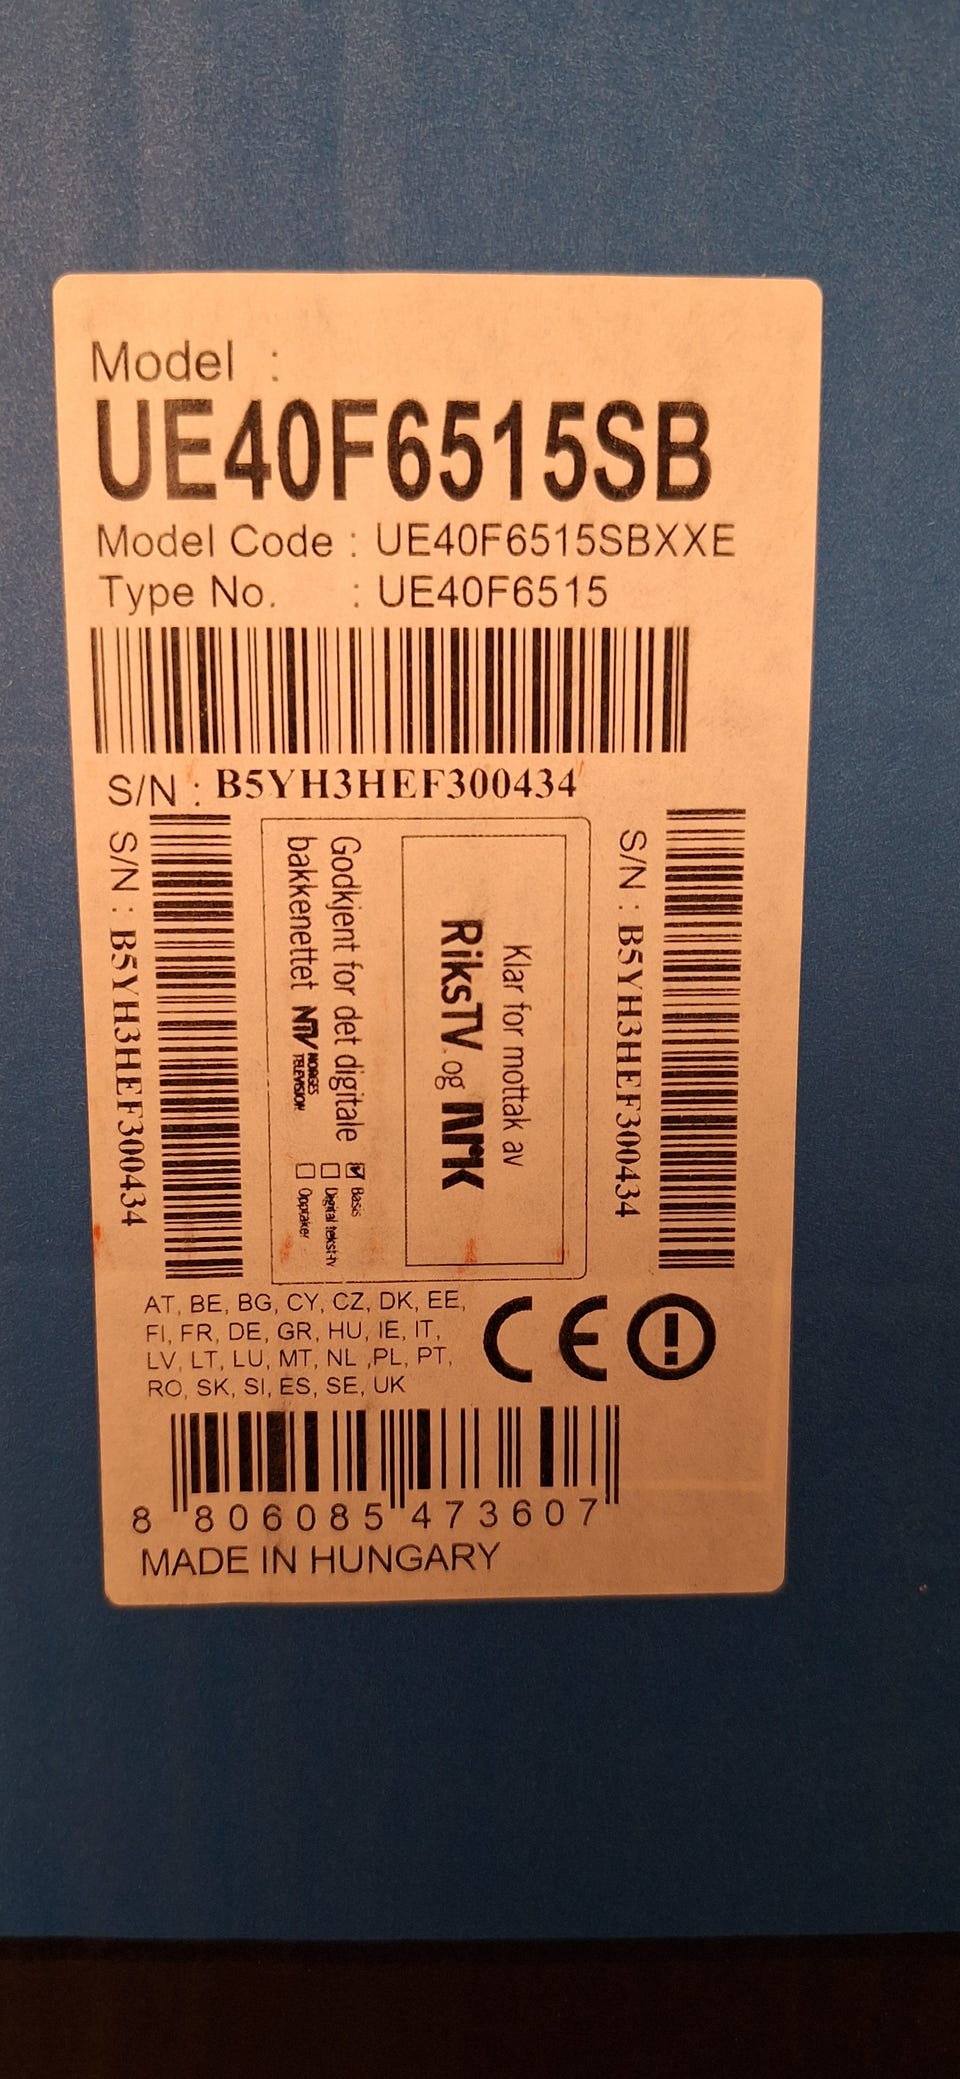 Model :
UE40F6515SB
Model Code : UE40F6515SBXXE
Type No. : UE40F6515
S/N : B5YH3HEF300434
S/N : B5YH3HEF300434
Klar for mottak av
RiksTV og NRK
Godkjent for det digitale
bakkenettet NTV NORGES
TELEVISJON
Basis
Digital tekst-tv
Opptaker
S/N : B5YH3HEF300434
AT, BE, BG, CY, CZ, DK, EE,
FI, FR, DE, GR, HU, IE, IT,
LV, LT, LU, MT, NL ,PL, PT,
RO, SK, SI, ES, SE, UK
CE
8 806085 473607
MADE IN HUNGARY